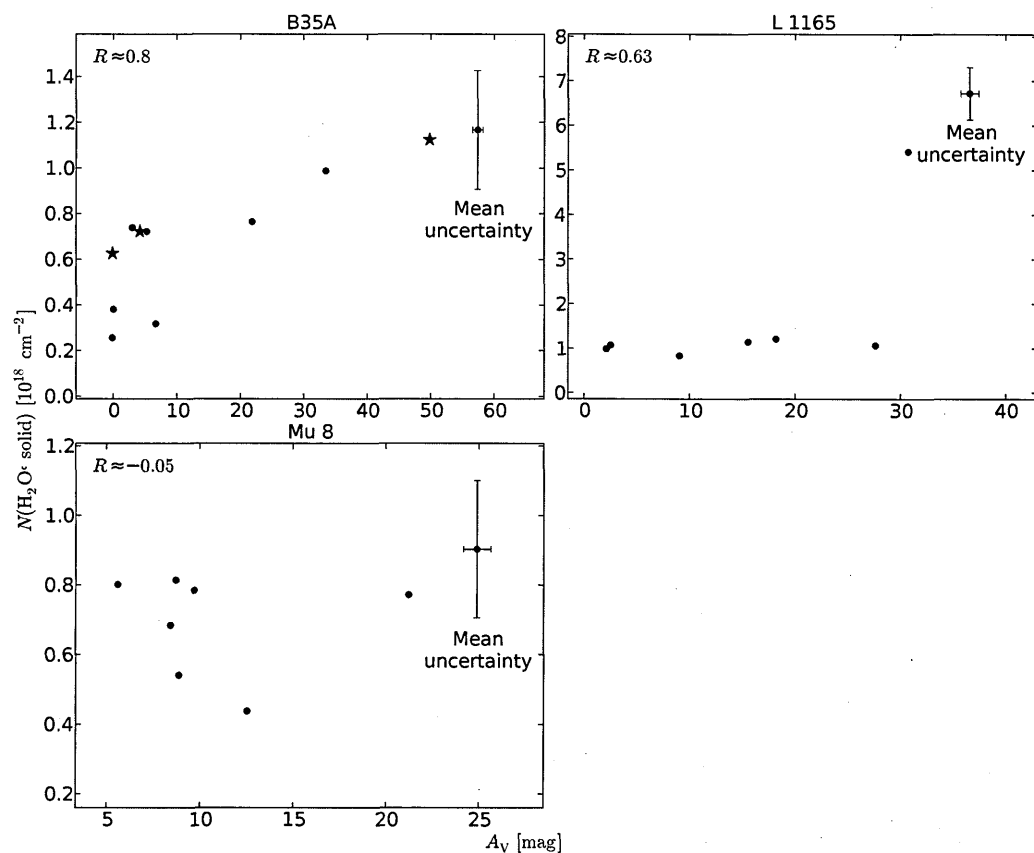 B35A
R≈0.8
1.4
1.2
1.0
0.8
0.6
0.4
0.2
0.0
0 10 20 30 40 50 60
Mean
uncertainty
L 1165
R≈0.63
8
7
6
5
4
3
2
1
0
0 10 20 30 40
Mean
uncertainty
Mu 8
R≈−0.05
1.2
1.0
0.8
0.6
0.4
0.2
5 10 15 20 25
Mean
uncertainty
N(H₂O: solid) [10¹⁸ cm⁻²]
A_V [mag]